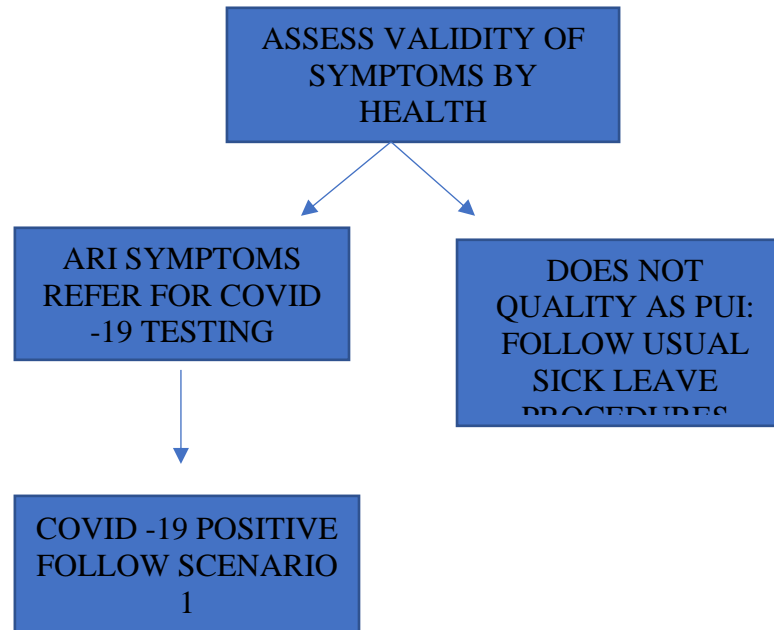 ASSESS VALIDITY OF
SYMPTOMS BY
HEALTH
ARI SYMPTOMS
REFER FOR COVID
-19 TESTING
DOES NOT
QUALITY AS PUI:
FOLLOW USUAL
SICK LEAVE
PROCEDURES
COVID -19 POSITIVE
FOLLOW SCENARIO
1